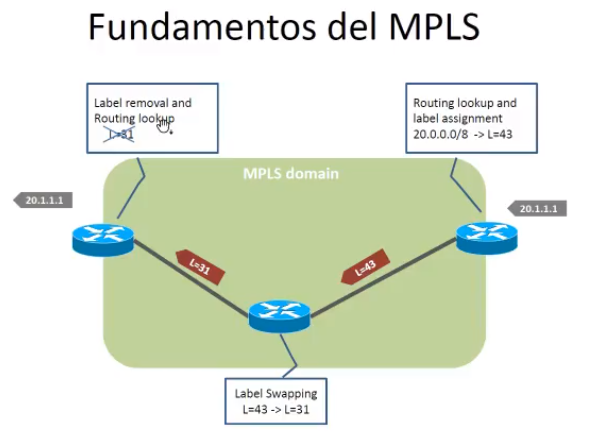 Fundamentos del MPLS
Label removal and
Routing lookup
L=31
Routing lookup and
label assignment
20.0.0.0/8 -> L=43
MPLS domain
20.1.1.1
20.1.1.1
L=31
L=43
Label Swapping
L=43 -> L=31